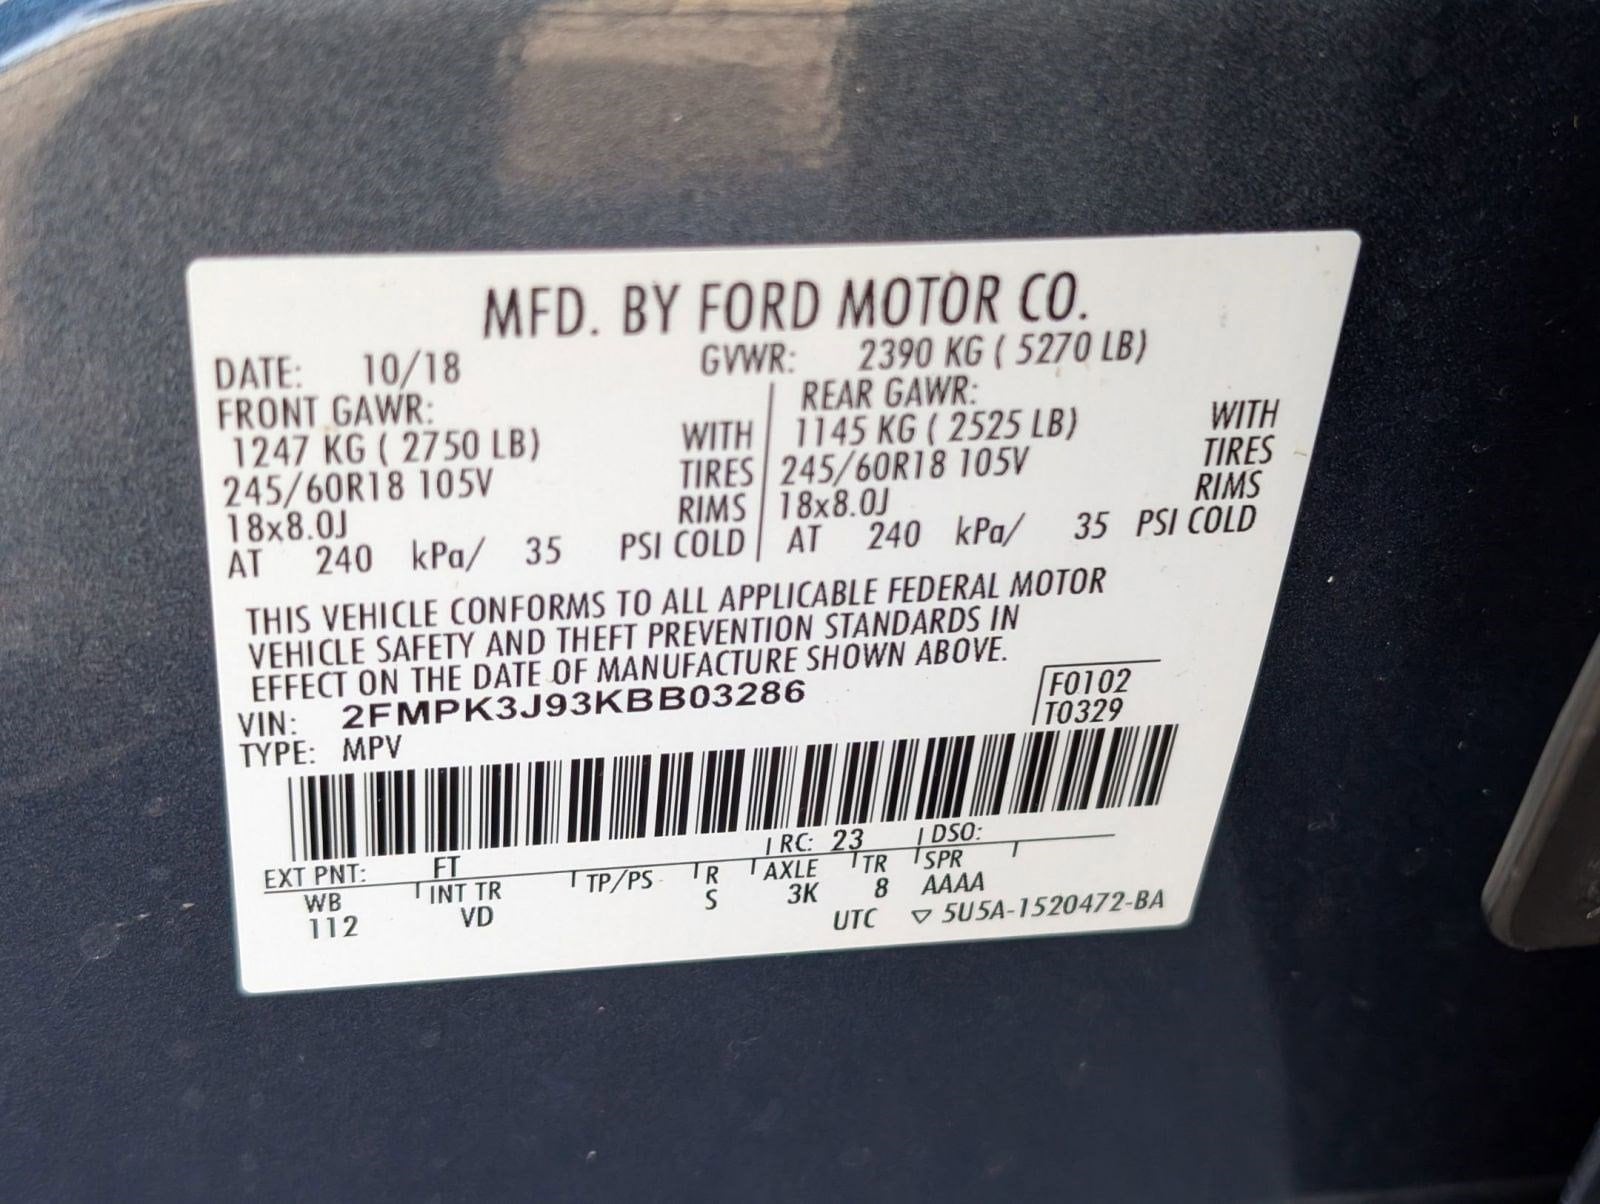 MFD. BY FORD MOTOR CO.
DATE: 10/18 GVWR: 2390 KG ( 5270 LB)
FRONT GAWR: REAR GAWR:
1247 KG ( 2750 LB) WITH 1145 KG ( 2525 LB) WITH
245/60R18 105V TIRES 245/60R18 105V TIRES
18x8.0J RIMS 18x8.0J RIMS
AT 240 kPa/ 35 PSI COLD AT 240 kPa/ 35 PSI COLD
THIS VEHICLE CONFORMS TO ALL APPLICABLE FEDERAL MOTOR
VEHICLE SAFETY AND THEFT PREVENTION STANDARDS IN
EFFECT ON THE DATE OF MANUFACTURE SHOWN ABOVE.
VIN: 2FMPK3J93KBB03286 F0102
TYPE: MPV T0329
EXT PNT: FT RC: 23 DSO:
WB INT TR TP/PS R AXLE TR SPR
112 VD S 3K 8 AAAA
UTC ▽ 5U5A-1520472-BA